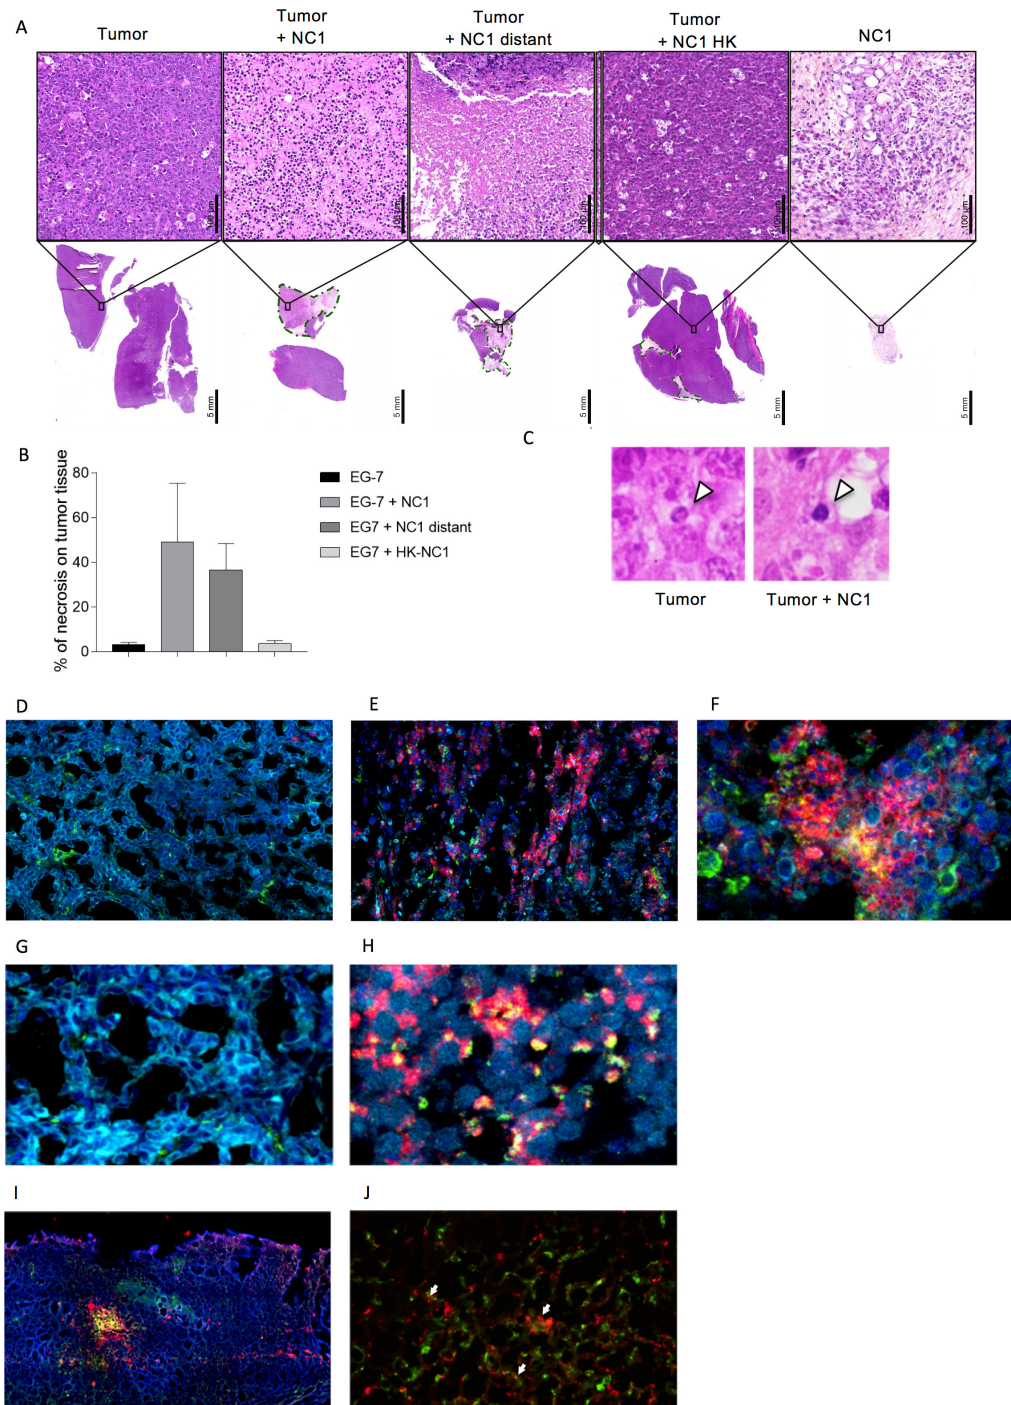 A
Tumor
Tumor
+ NC1
Tumor
+ NC1 distant
Tumor
+ NC1 HK
NC1
100 µm
100 µm
100 µm
100 µm
100 µm
5 mm
5 mm
5 mm
5 mm
5 mm
B
% of necrosis on tumor tissue
80
60
40
20
0
EG-7
EG-7 + NC1
EG7 + NC1 distant
EG7 + HK-NC1
C
Tumor
Tumor + NC1
D
E
F
G
H
I
J